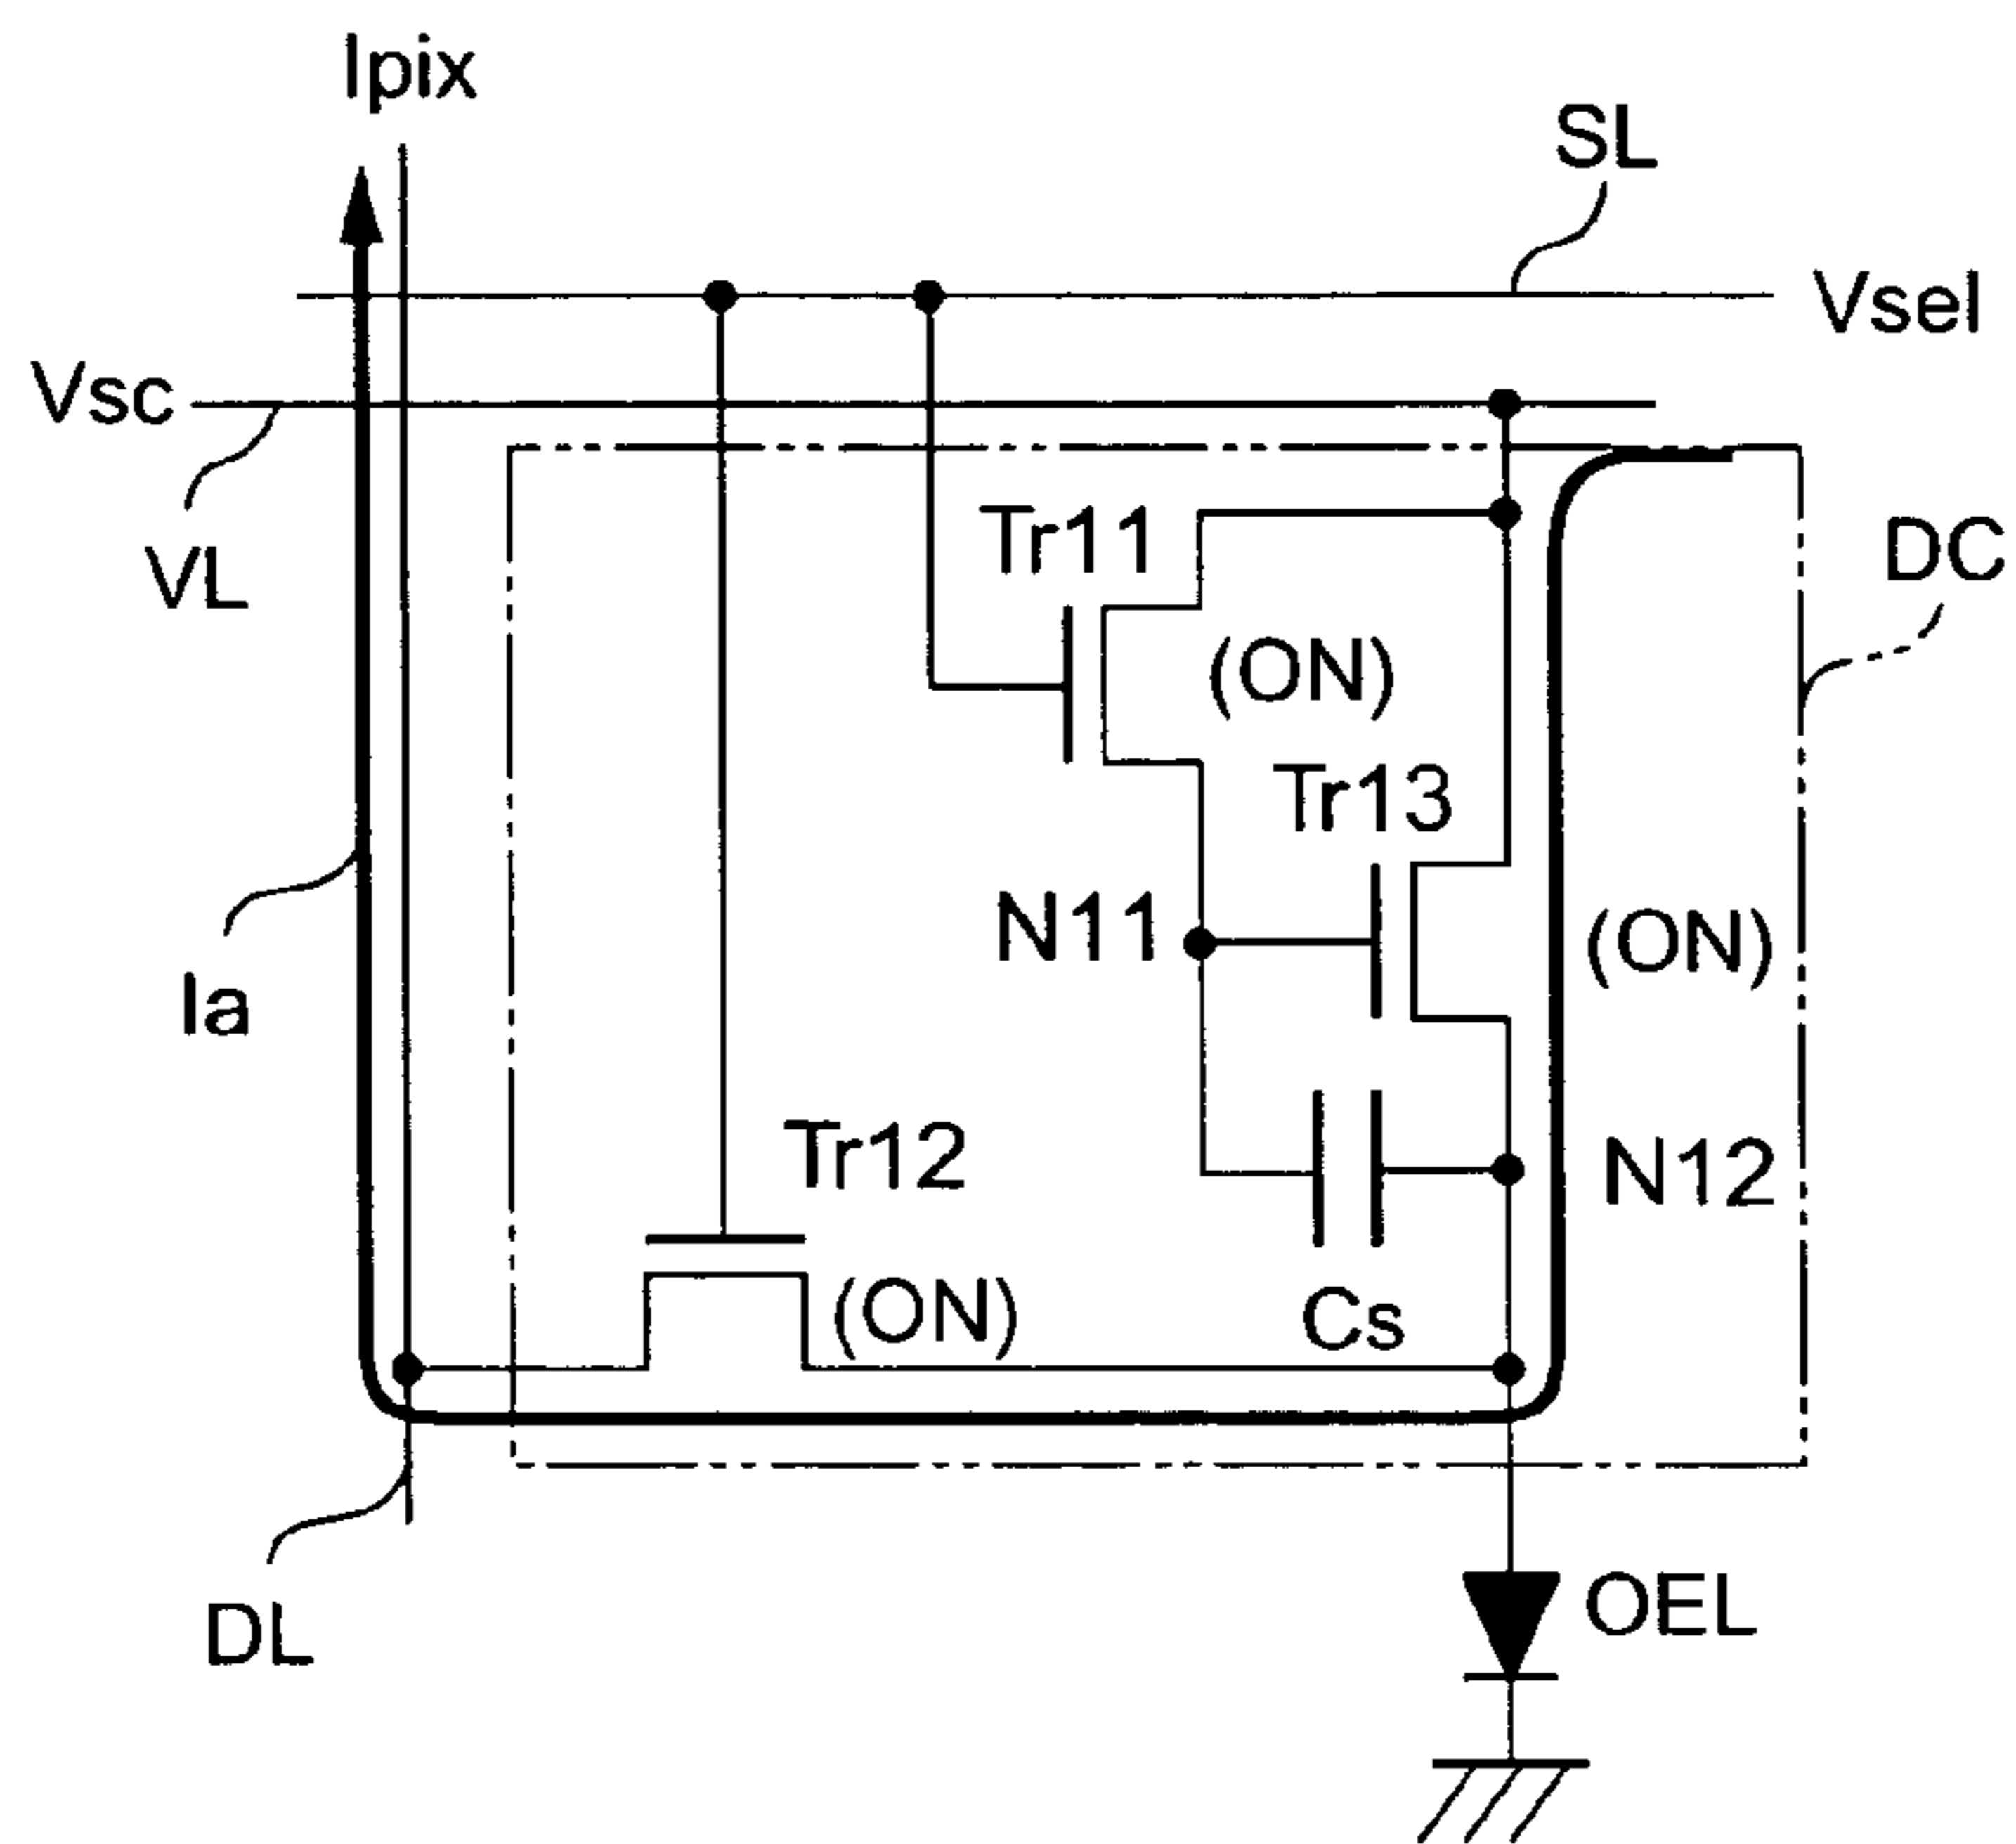 Ipix
SL
Vsel
Vsc
Tr11
DC
VL
(ON)
Tr13
N11
(ON)
Ia
Tr12
N12
(ON)
Cs
OEL
DL